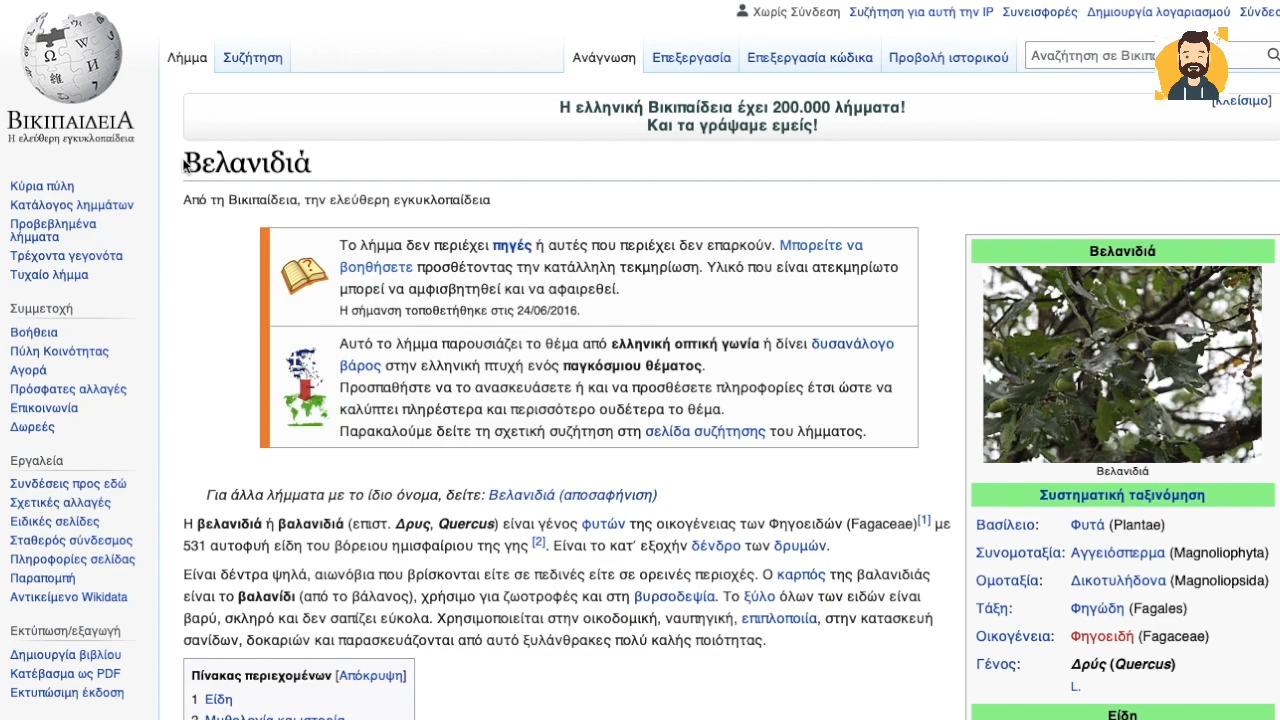 Χωρίς Σύνδεση Συζήτηση για αυτή την IP Συνεισφορές Δημιουργία λογαριασμού
Λήμμα Συζήτηση Ανάγνωση Επεξεργασία Επεξεργασία κώδικα Προβολή ιστορικού Αναζήτηση σε
ΒΙΚΙΠΑΙΔΕΙΑ
Η ελεύθερη εγκυκλοπαίδεια
[κλείσιμο]
Η ελληνική Βικιπαίδεια έχει 200.000 λήμματα!
Και τα γράψαμε εμείς!
Κύρια πύλη
Κατάλογος λημμάτων
Προβεβλημένα
λήμματα
Τρέχοντα γεγονότα
Τυχαίο λήμμα
Συμμετοχή
Βοήθεια
Πύλη Κοινότητας
Αγορά
Πρόσφατες αλλαγές
Επικοινωνία
Δωρεές
Εργαλεία
Συνδέσεις προς εδώ
Σχετικές αλλαγές
Ειδικές σελίδες
Σταθερός σύνδεσμος
Πληροφορίες σελίδας
Παραπομπή
Αντικείμενο Wikidata
Εκτύπωση/εξαγωγή
Δημιουργία βιβλίου
Κατέβασμα ως PDF
Εκτυπώσιμη έκδοση
Βελανιδιά
Από τη Βικιπαίδεια, την ελεύθερη εγκυκλοπαίδεια
Το λήμμα δεν περιέχει πηγές ή αυτές που περιέχει δεν επαρκούν. Μπορείτε να
βοηθήσετε προσθέτοντας την κατάλληλη τεκμηρίωση. Υλικό που είναι ατεκμηρίωτο
μπορεί να αμφισβητηθεί και να αφαιρεθεί.
Η σήμανση τοποθετήθηκε στις 24/06/2016.
Αυτό το λήμμα παρουσιάζει το θέμα από ελληνική οπτική γωνία ή δίνει δυσανάλογο
βάρος στην ελληνική πτυχή ενός παγκόσμιου θέματος.
Προσπαθήστε να το ανασκευάσετε ή και να προσθέσετε πληροφορίες έτσι ώστε να
καλύπτει πληρέστερα και περισσότερο ουδέτερα το θέμα.
Παρακαλούμε δείτε τη σχετική συζήτηση στη σελίδα συζήτησης του λήμματος.
Για άλλα λήμματα με το ίδιο όνομα, δείτε: Βελανιδιά (αποσαφήνιση)
Η βελανιδιά ή βαλανιδιά (επιστ. Δρυς, Quercus) είναι γένος φυτών της οικογένειας των Φηγοειδών (Fagaceae)[1] με
531 αυτοφυή είδη του βόρειου ημισφαίριου της γης [2]. Είναι το κατ΄ εξοχήν δένδρο των δρυμών.
Είναι δέντρα ψηλά, αιωνόβια που βρίσκονται είτε σε πεδινές είτε σε ορεινές περιοχές. Ο καρπός της βαλανιδιάς
είναι το βαλανίδι (από το βάλανος), χρήσιμο για ζωοτροφές και στη βυρσοδεψία. Το ξύλο όλων των ειδών είναι
βαρύ, σκληρό και δεν σαπίζει εύκολα. Χρησιμοποιείται στην οικοδομική, ναυπηγική, επιπλοποιία, στην κατασκευή
σανίδων, δοκαριών και παρασκευάζονται από αυτό ξυλάνθρακες πολύ καλής ποιότητας.
Πίνακας περιεχομένων [Απόκρυψη]
1 Είδη
2 Μυθολογία και ιστορία
Βελανιδιά
Βελανιδιά
Συστηματική ταξινόμηση
Βασίλειο: Φυτά (Plantae)
Συνομοταξία: Αγγειόσπερμα (Magnoliophyta)
Ομοταξία: Δικοτυλήδονα (Magnoliopsida)
Τάξη: Φηγώδη (Fagales)
Οικογένεια: Φηγοειδή (Fagaceae)
Γένος: Δρύς (Quercus)
L.
Είδη